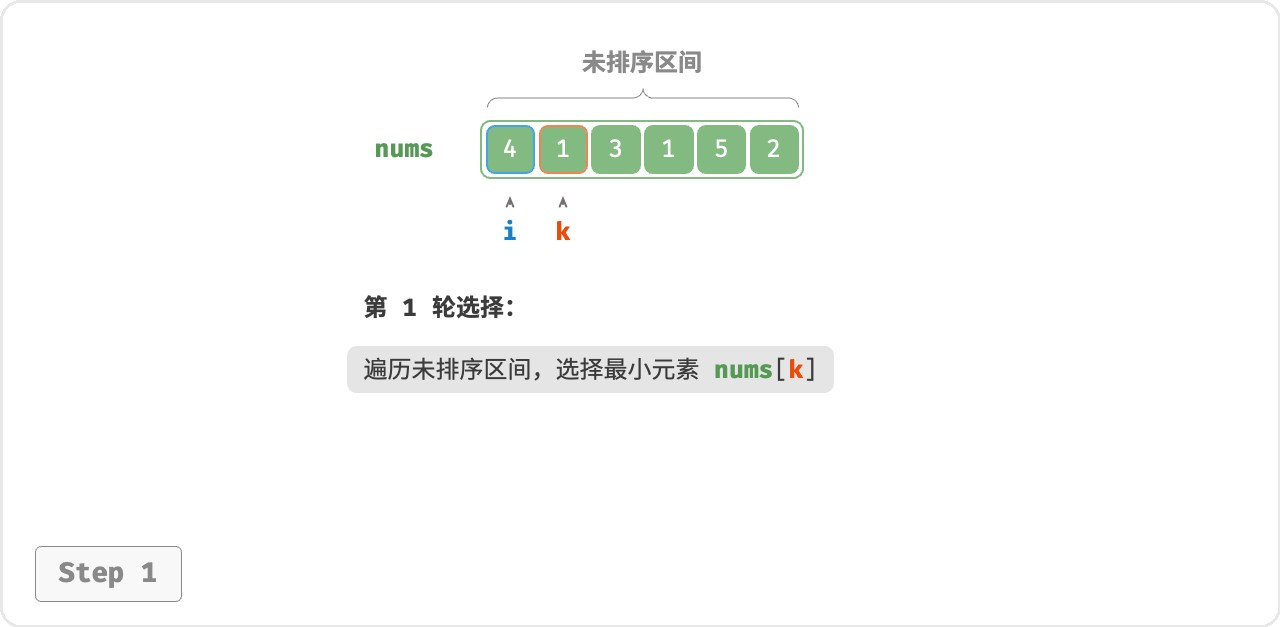 未排序区间
nums 4 1 3 1 5 2
i k
第 1 轮选择：
遍历未排序区间，选择最小元素 nums[k]
Step 1